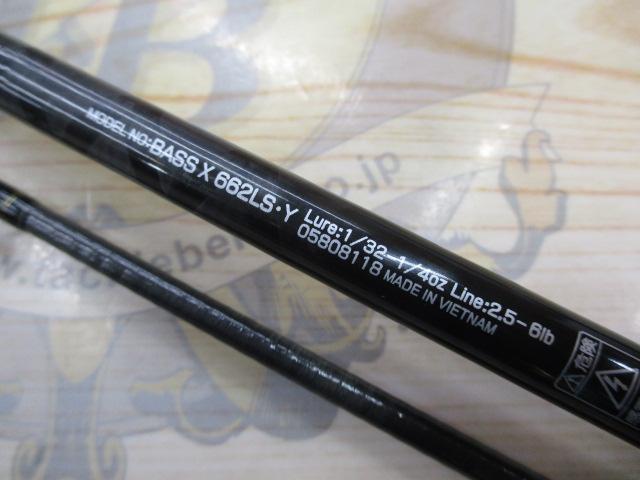 MODEL NO:BASS X 662LS・Y Lure:1/32-1/4oz Line:2.5-6lb
05808118 MADE IN VIETNAM
危険